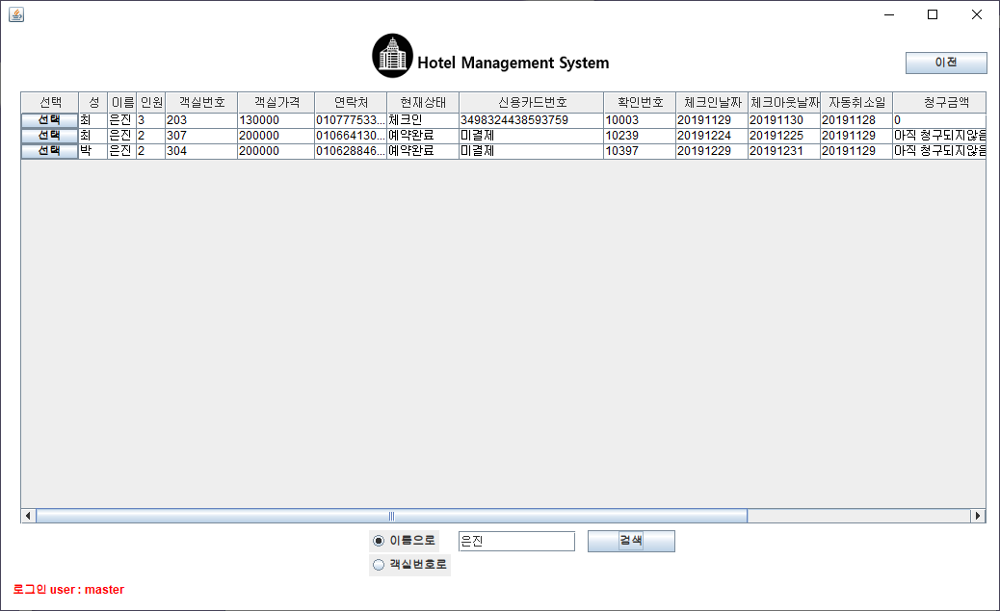 Hotel Management System
이전
선택 성 이름 인원 객실번호 객실가격 연락처 현재상태 신용카드번호 확인번호 체크인날짜 체크아웃날짜 자동취소일 청구금액
선택 최 은진 3 203 130000 010777533... 체크인 3498324438593759 10003 20191129 20191130 20191128 0
선택 최 은진 2 307 200000 010664130... 예약완료 미결제 10239 20191224 20191225 20191129 아직 청구되지않음
선택 박 은진 2 304 200000 010628846... 예약완료 미결제 10397 20191229 20191231 20191129 아직 청구되지않음
이름으로 은진 검색
객실번호로
로그인 user : master